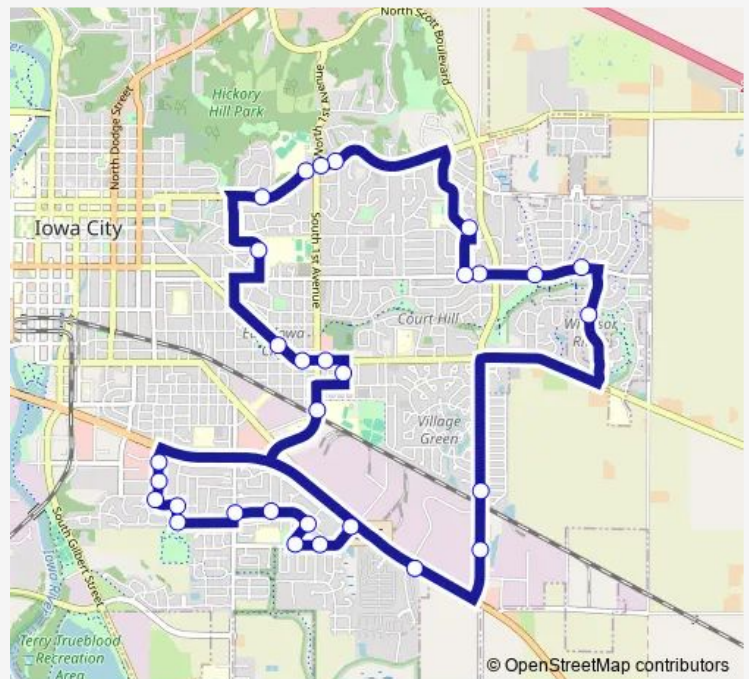 North Scott Boulevard
North 1st Avenue
Hickory
Hill Park
North Dodge Street
Iowa City
South 1st Avenue
Court Hill
Village
Green
South Gilbert Street
Iowa River
Terry Trueblood
Recreation
Area
© OpenStreetMap contributors